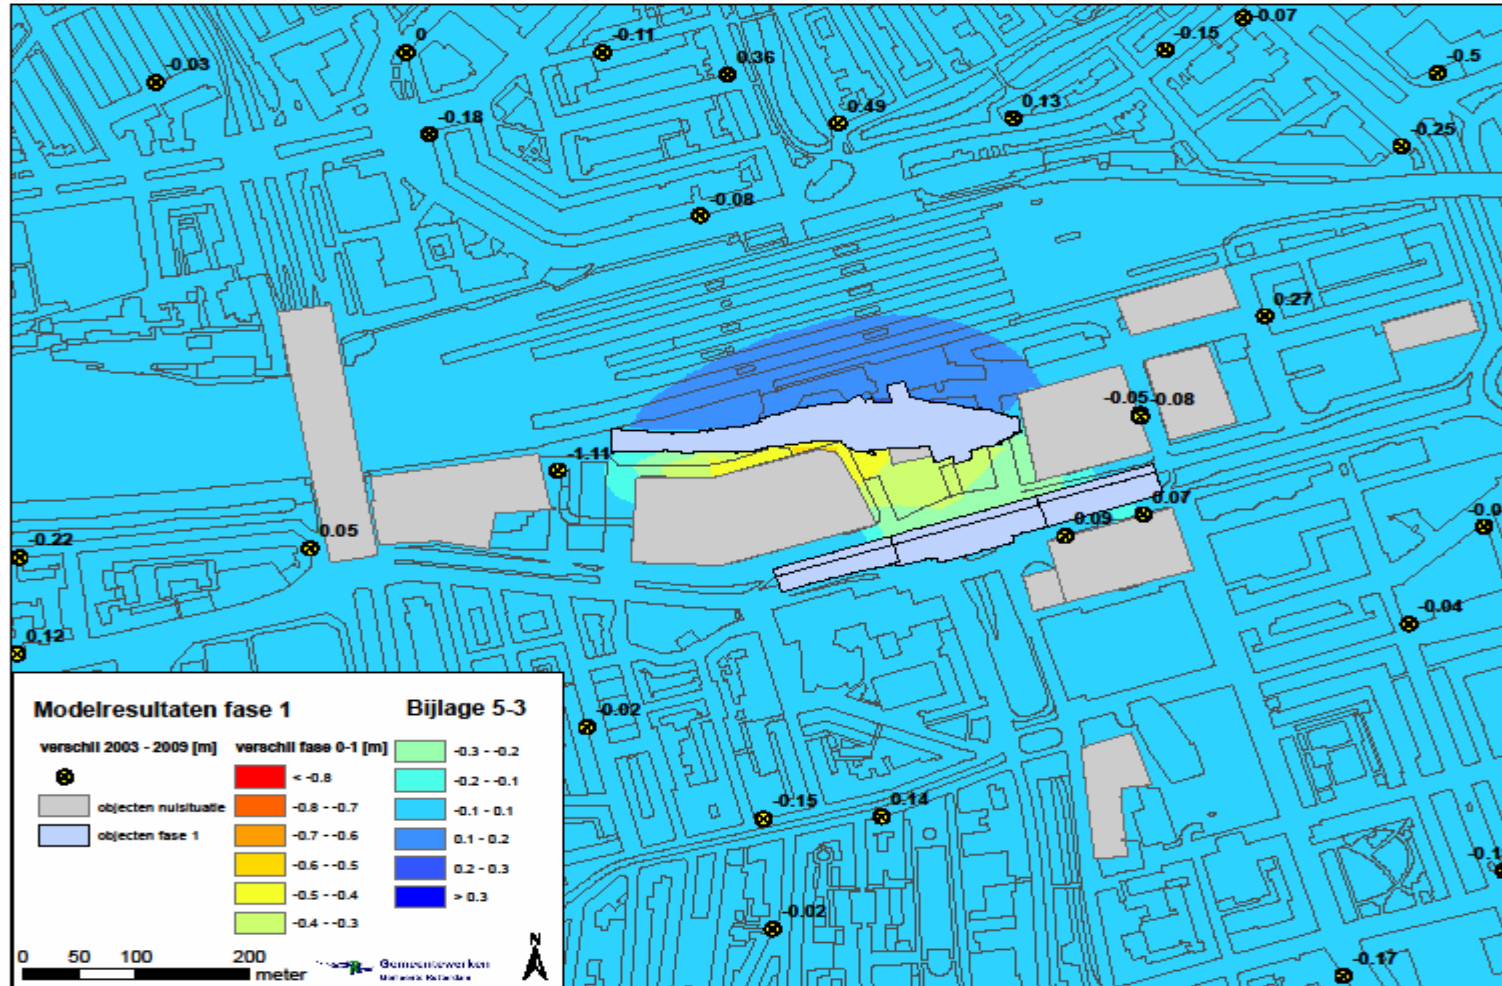 -0.07
0
-0.11
-0.15
-0.03
0.36
-0.5
0.49
0.13
-0.18
-0.25
-0.08
0.27
-0.05
-0.08
-1.11
0.07
0.05
0.09
-0.22
-0.04
0.12
-0.02
-0.15
0.14
-0.02
-0.17
Modelresultaten fase 1
Bijlage 5-3
verschil 2003 - 2009 [m]
verschil fase 0-1 [m]
objecten nulsituatie
objecten fase 1
< -0.8
-0.8 - -0.7
-0.7 - -0.6
-0.6 - -0.5
-0.5 - -0.4
-0.4 - -0.3
-0.3 - -0.2
-0.2 - -0.1
-0.1 - 0.1
0.1 - 0.2
0.2 - 0.3
> 0.3
0 50 100 200
meter
Gemeentewerken
Gemeente Rotterdam
N